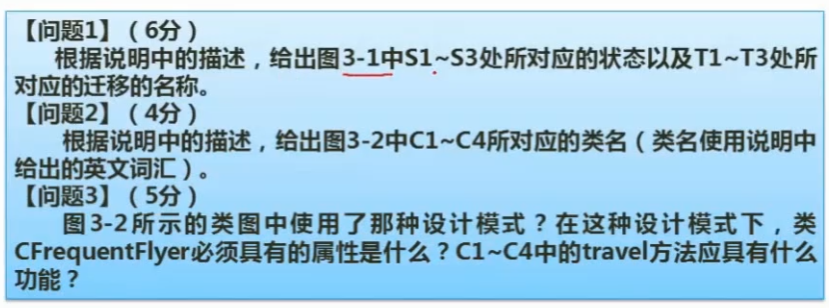 【问题1】（6分）
根据说明中的描述，给出图3-1中S1~S3处所对应的状态以及T1~T3处所
对应的迁移的名称。
【问题2】（4分）
根据说明中的描述，给出图3-2中C1~C4所对应的类名（类名使用说明中
给出的英文词汇）。
【问题3】（5分）
图3-2所示的类图中使用了那种设计模式？在这种设计模式下，类
CFrequentFlyer必须具有的属性是什么？C1~C4中的travel方法应具有什么
功能？